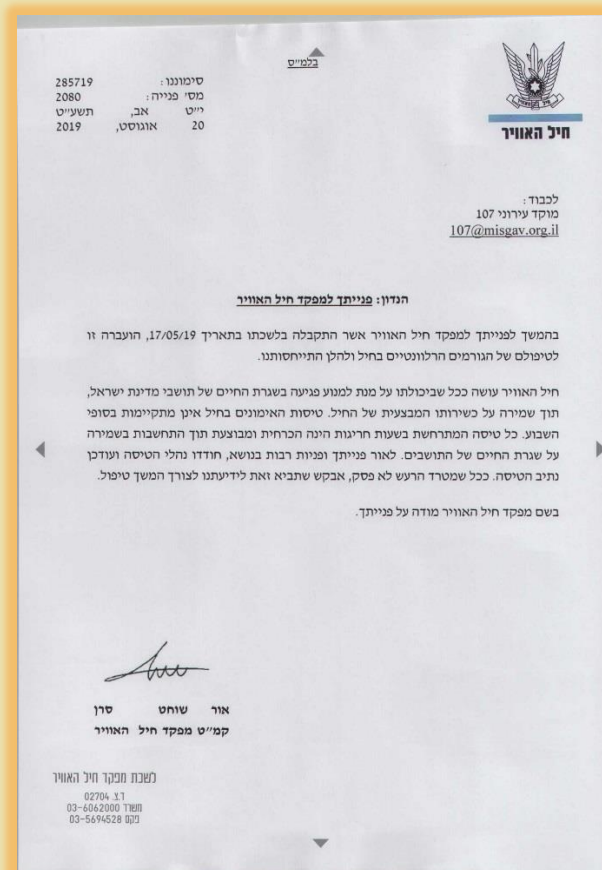 בלמ״ס
סימוננו: 285719
מס׳ פנייה: 2080
י״ט אב, תשע״ט
20 אוגוסט, 2019
חיל האוויר
לכבוד:
מוקד עירוני 107
107@misgav.org.il
הנדון: פנייתך למפקד חיל האוויר
בהמשך לפנייתך למפקד חיל האוויר אשר התקבלה בלשכתו בתאריך 17/05/19, הועברה זו
לטיפולם של הגורמים הרלוונטיים בחיל ולהלן התייחסותנו.
חיל האוויר עושה ככל שביכולתו על מנת למנוע פגיעה בשגרת החיים של תושבי מדינת ישראל,
תוך שמירה על כשירותו המבצעית של החיל. טיסות האימונים בחיל אינן מתקיימות בסופי
השבוע. כל טיסה המתרחשת בשעות חריגות הינה הכרחית ומבוצעת תוך התחשבות בשמירה
על שגרת החיים של התושבים. לאור פנייתך ופניות רבות בנושא, חודדו נהלי הטיסה ועודכן
נתיב הטיסה. ככל שמטרד הרעש לא פסק, אבקש שתביא זאת לידיעתנו לצורך המשך טיפול.
בשם מפקד חיל האוויר מודה על פנייתך.
אור שוחט סרן
קמ״ט מפקד חיל האוויר
לשכת מפקד חיל האוויר
ד.צ. 02704
משרד 03-6062000
פקס 03-5694528